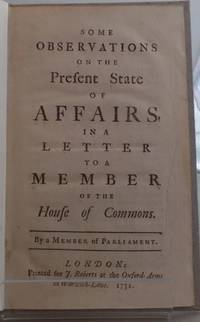 SOME
OBSERVATIONS
ON THE
Present State
OF
AFFAIRS,
IN A
LETTER
TO A
MEMBER
OF THE
House of Commons.
By a MEMBER of PARLIAMENT.
LONDON:
Printed for J. Roberts at the Oxford-Arms
in Warwick-Lane. 1731.